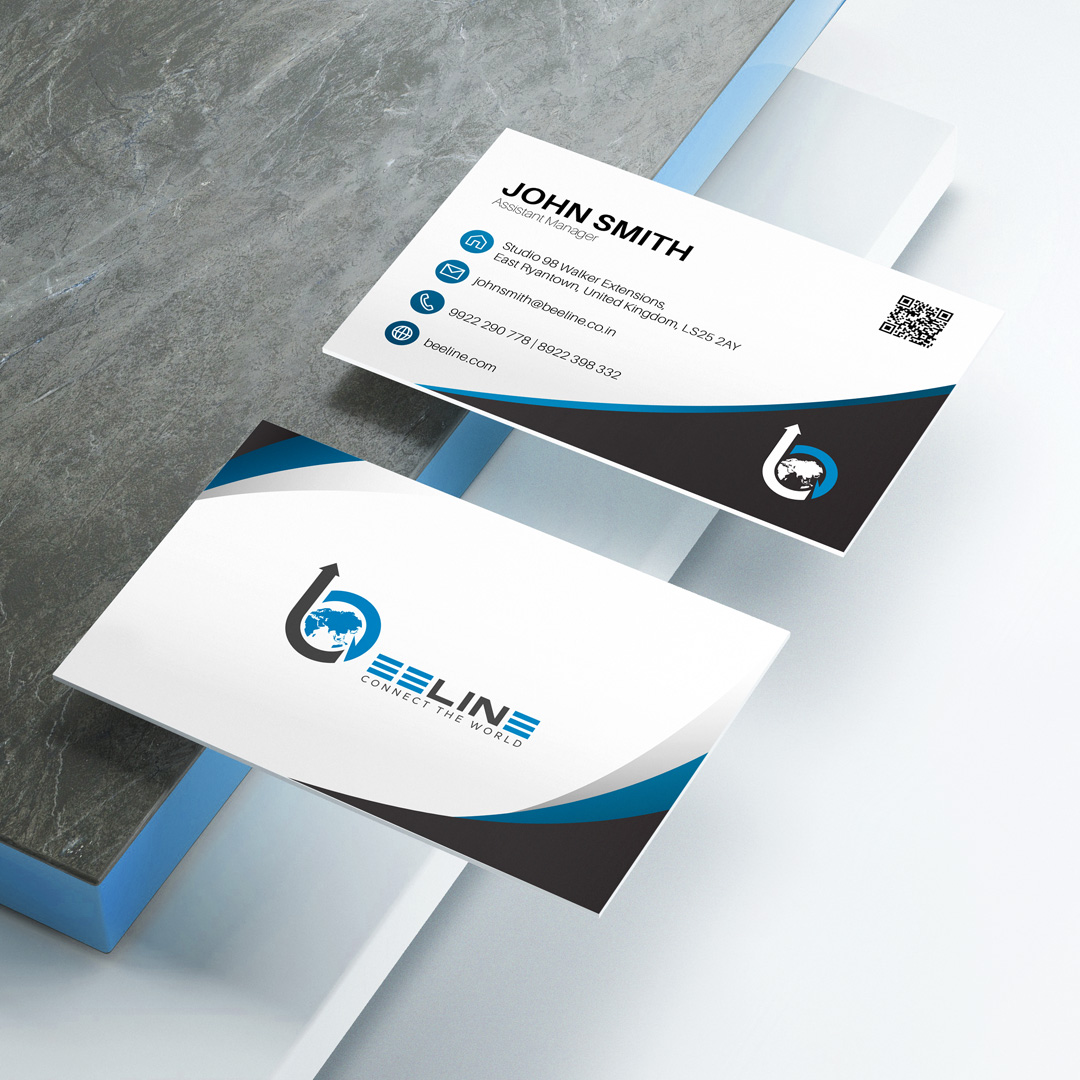 JOHN SMITH
Assistant Manager
Studio 98 Walker Extensions,
East Ryantown, United Kingdom, LS25 2AY
johnsmith@beeline.co.in
9922 290 778 | 8922 398 332
beeline.com
bEELINE
CONNECT THE WORLD